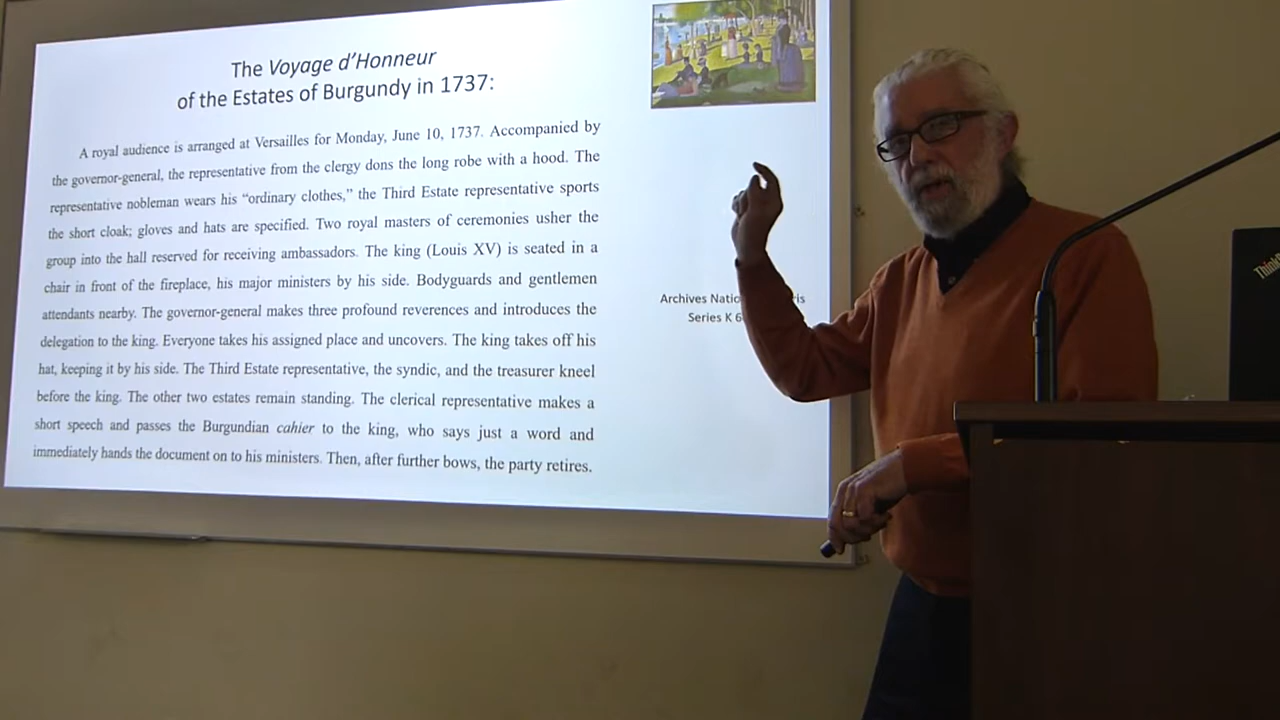 The Voyage d'Honneur
of the Estates of Burgundy in 1737:
A royal audience is arranged at Versailles for Monday, June 10, 1737. Accompanied by
the governor-general, the representative from the clergy dons the long robe with a hood. The
representative nobleman wears his "ordinary clothes," the Third Estate representative sports
the short cloak; gloves and hats are specified. Two royal masters of ceremonies usher the
group into the hall reserved for receiving ambassadors. The king (Louis XV) is seated in a
chair in front of the fireplace, his major ministers by his side. Bodyguards and gentlemen
attendants nearby. The governor-general makes three profound reverences and introduces the
delegation to the king. Everyone takes his assigned place and uncovers. The king takes off his
hat, keeping it by his side. The Third Estate representative, the syndic, and the treasurer kneel
before the king. The other two estates remain standing. The clerical representative makes a
short speech and passes the Burgundian cahier to the king, who says just a word and
immediately hands the document on to his ministers. Then, after further bows, the party retires.
Archives
Series K